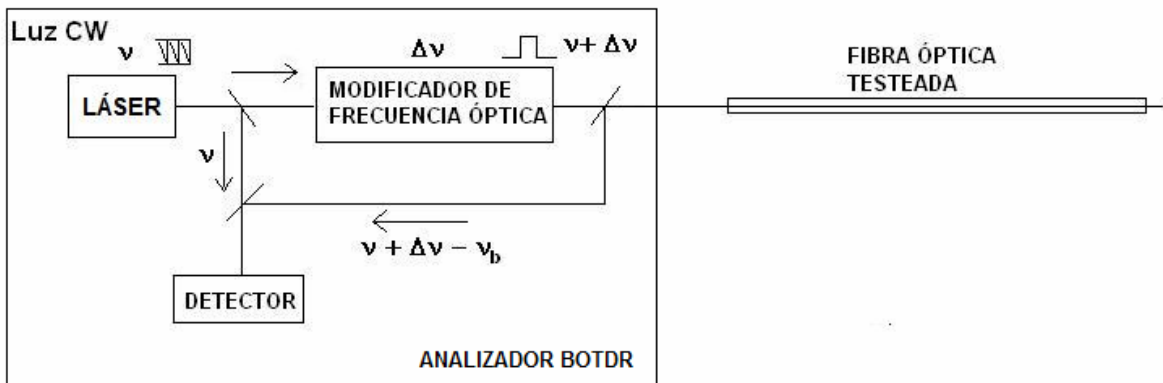 Luz CW
ν
Δν
ν+ Δν
LÁSER
MODIFICADOR DE
FRECUENCIA ÓPTICA
FIBRA ÓPTICA
TESTEADA
ν
ν + Δν − νb
DETECTOR
ANALIZADOR BOTDR